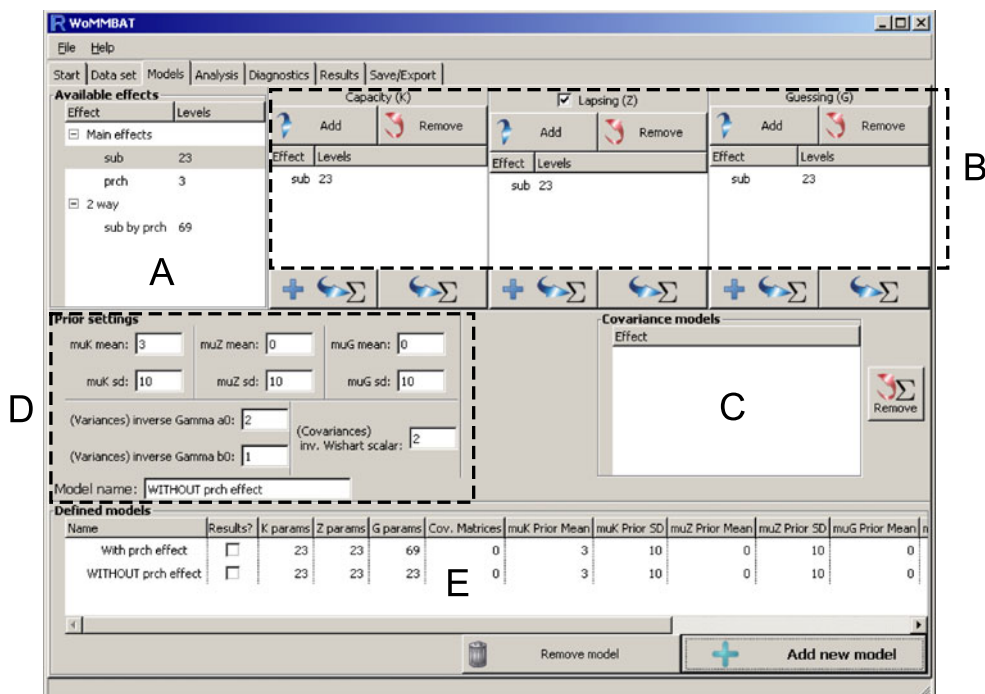 WoMMBAT
File Help
Start Data set Models Analysis Diagnostics Results Save/Export
Available effects
Effect Levels
Main effects
sub 23
prch 3
2 way
sub by prch 69
A
Capacity (K) Lapsing (Z) Guessing (G)
Add Remove Add Remove Add Remove
Effect Levels Effect Levels Effect Levels
sub 23 sub 23 sub 23
B
Σ Σ Σ Σ Σ Σ
Prior settings
muK mean: 3 muZ mean: 0 muG mean: 0
muK sd: 10 muZ sd: 10 muG sd: 10
(Variances) inverse Gamma a0: 2
(Variances) inverse Gamma b0: 1
(Covariances)
inv. Wishart scalar: 2
Model name: WITHOUT prch effect
D
Covariance models
Effect
C
Σ
Remove
Defined models
Name Results? K params Z params G params Cov. Matrices muK Prior Mean muK Prior SD muZ Prior Mean muZ Prior SD muG Prior Mean
With prch effect 23 23 69 0 3 10 0 10 0
WITHOUT prch effect 23 23 23 0 3 10 0 10 0
E
Remove model Add new model